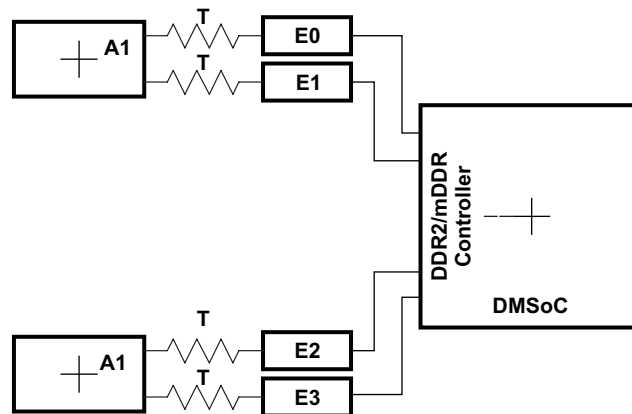 T
A1
E0
T
E1
DDR2/mDDR
Controller
DMSoC
T
A1
E2
T
E3